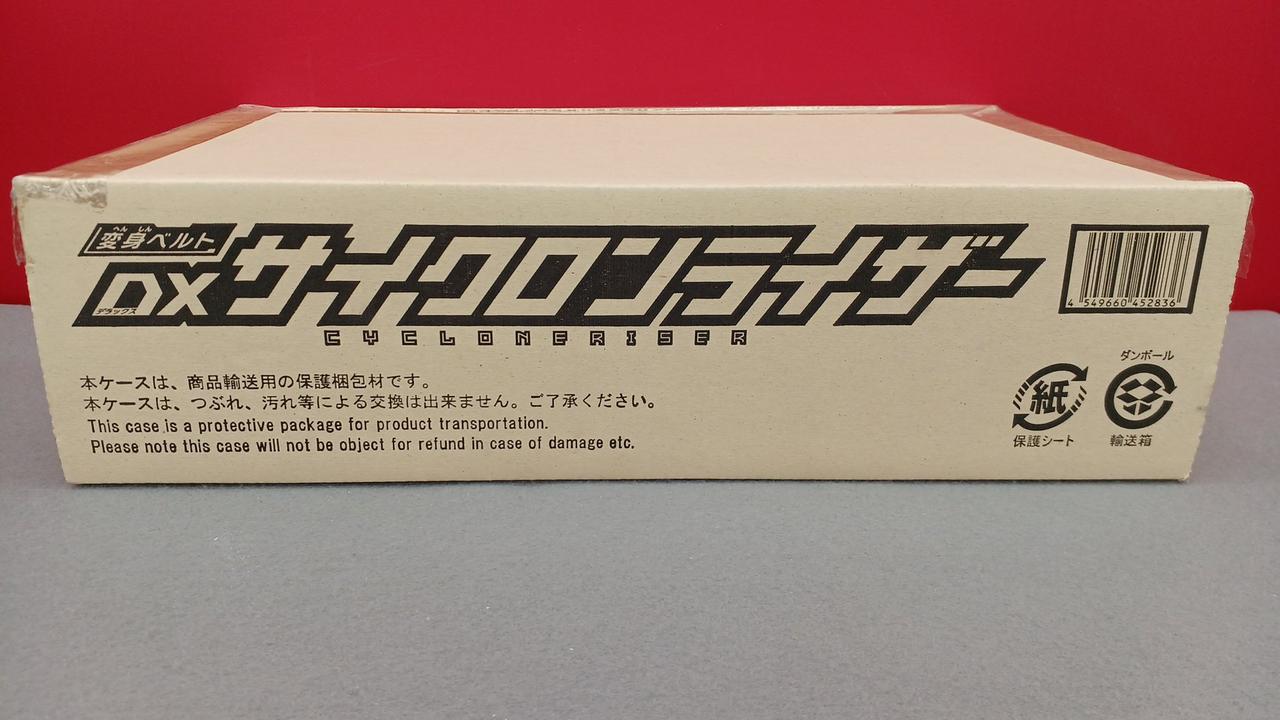 へんしん
変身ベルト
DXサイクロンライザー
デラックス
CYCLONERISER
4 549660 452836
本ケースは、商品輸送用の保護梱包材です。
本ケースは、つぶれ、汚れ等による交換は出来ません。ご了承ください。
This case is a protective package for product transportation.
Please note this case will not be object for refund in case of damage etc.
紙
保護シート
ダンボール
輸送箱